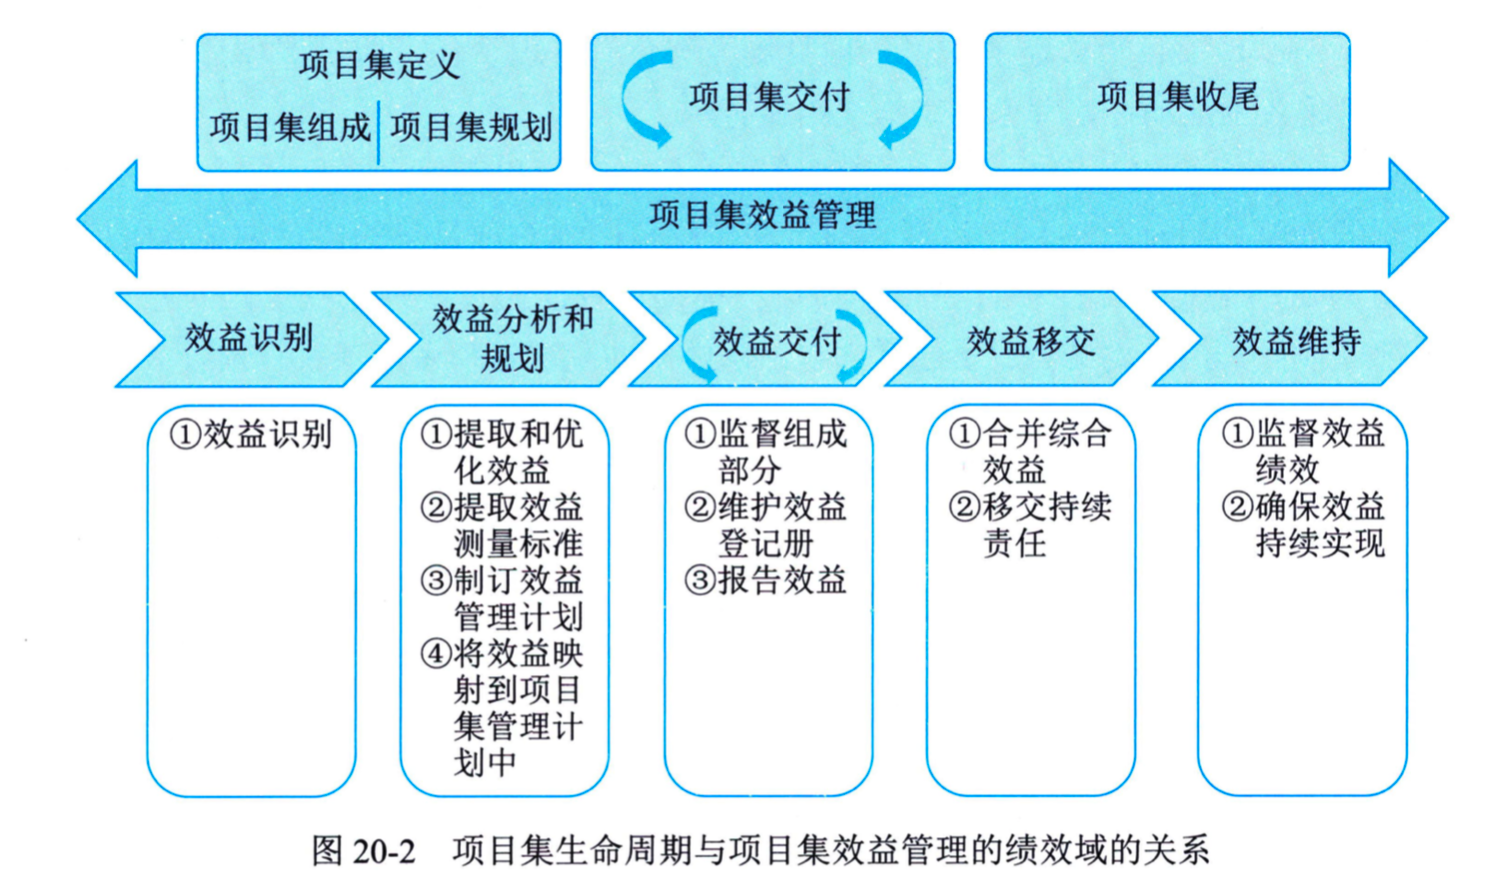 项目集定义
项目集组成 项目集规划
项目集交付
项目集收尾
项目集效益管理
效益识别
效益分析和
规划
效益交付
效益移交
效益维持
①效益识别
①提取和优
化效益
②提取效益
测量标准
③制订效益
管理计划
④将效益映
射到项目
集管理计
划中
①监督组成
部分
②维护效益
登记册
③报告效益
①合并综合
效益
②移交持续
责任
①监督效益
绩效
②确保效益
持续实现
图 20-2 项目集生命周期与项目集效益管理的绩效域的关系